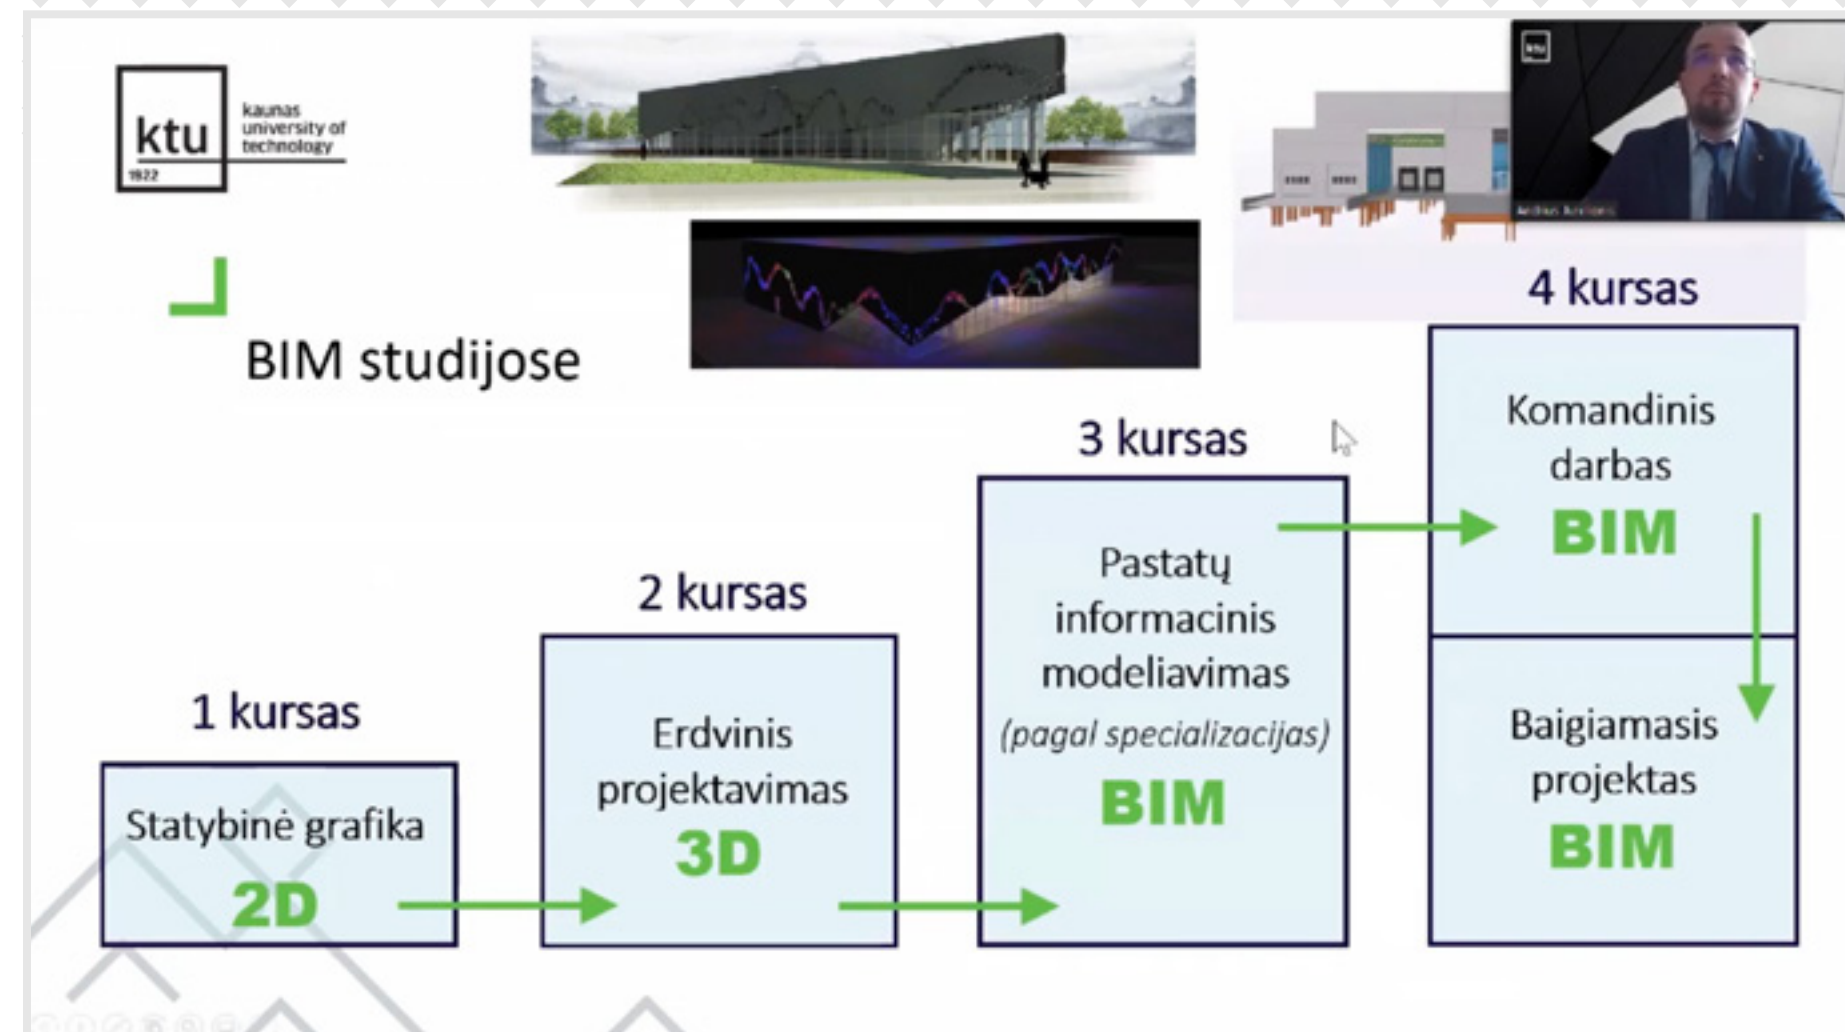 ktu
1922
kaunas
university of
technology
ktu
BIM studijose
1 kursas
Statybinė grafika
2D
2 kursas
Erdvinis
projektavimas
3D
3 kursas
Pastatų
informacinis
modeliavimas
(pagal specializacijas)
BIM
4 kursas
Komandinis
darbas
BIM
Baigiamasis
projektas
BIM